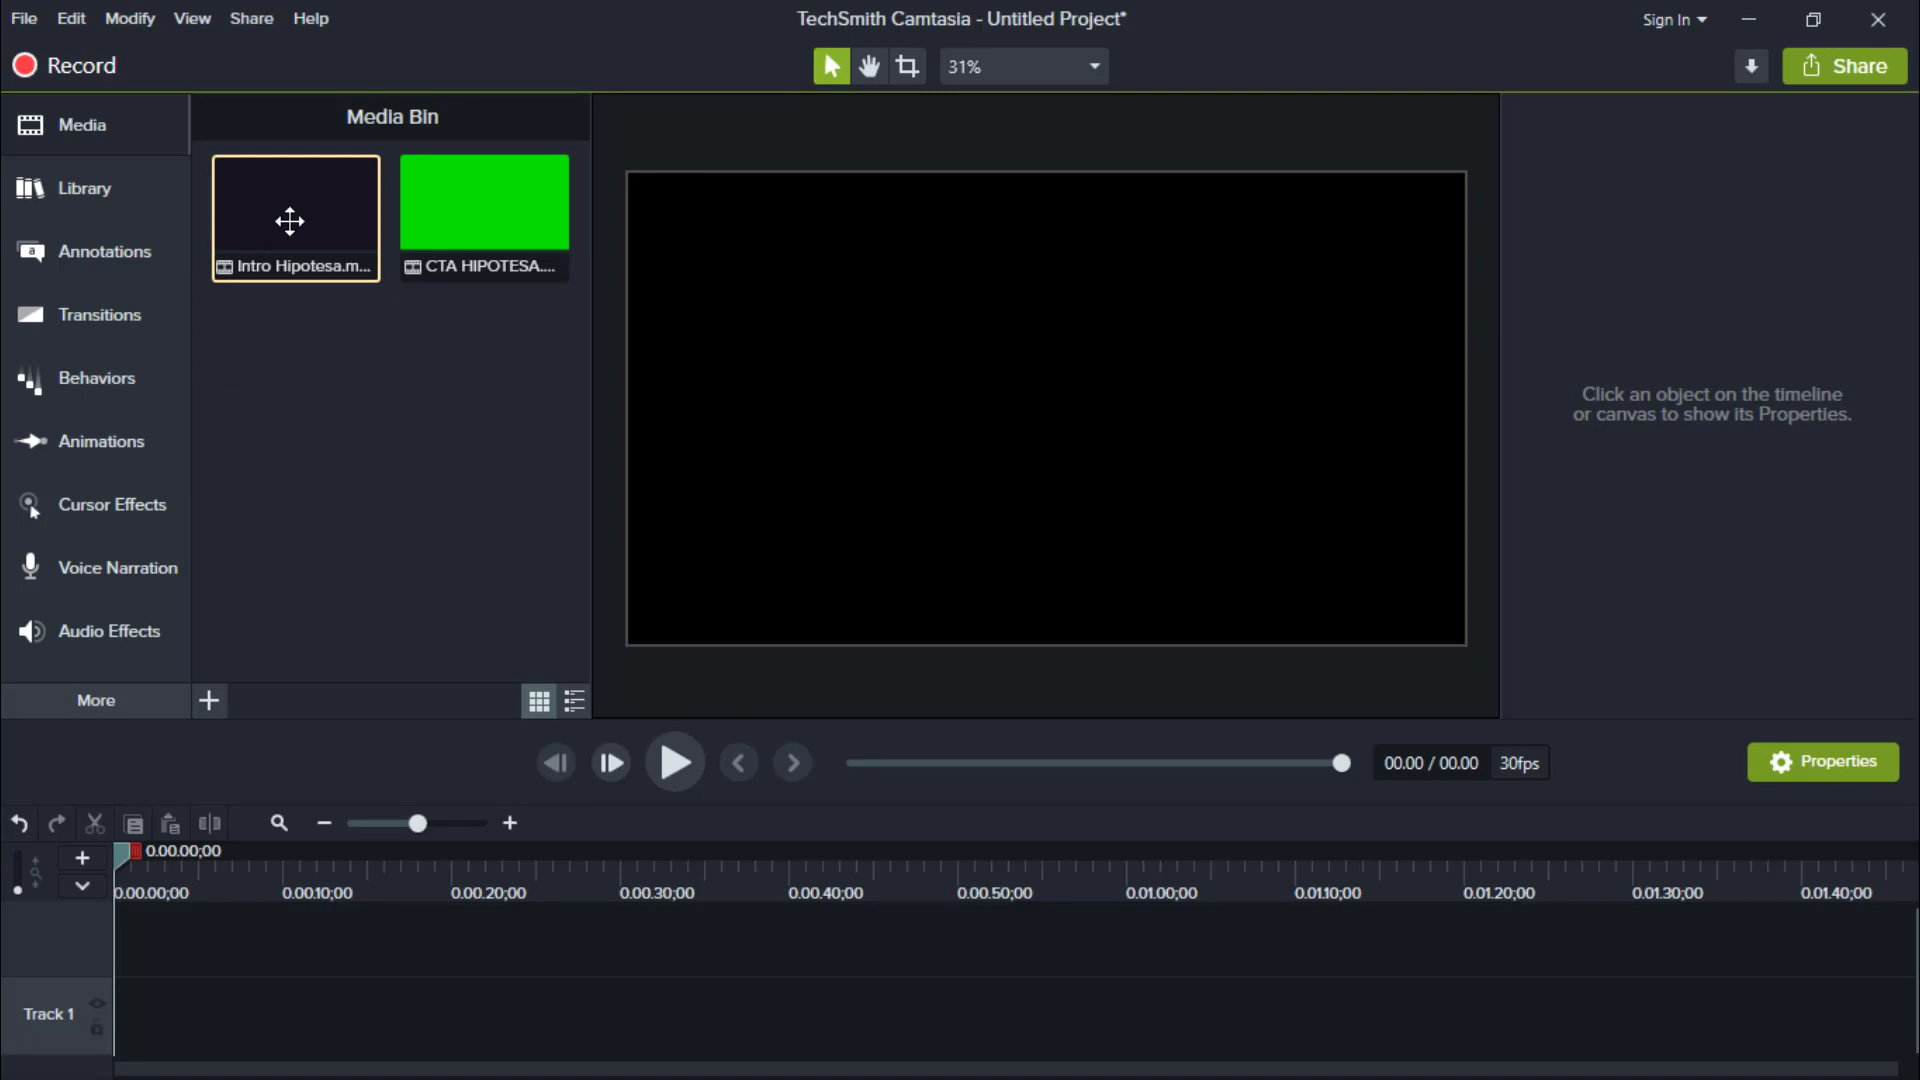 File Edit Modify View Share Help
TechSmith Camtasia - Untitled Project*
Sign In
Record
31%
Share
Media
Media Bin
Library
Intro Hipotesa.m...
CTA HIPOTESA....
Annotations
Transitions
Behaviors
Animations
Cursor Effects
Voice Narration
Audio Effects
More
Click an object on the timeline
or canvas to show its Properties.
00.00 / 00.00
30fps
Properties
0.00.00;00
0.00.00;00 0.00.10;00 0.00.20;00 0.00.30;00 0.00.40;00 0.00.50;00 0.01.00;00 0.01.10;00 0.01.20;00 0.01.30;00 0.01.40;00
Track 1